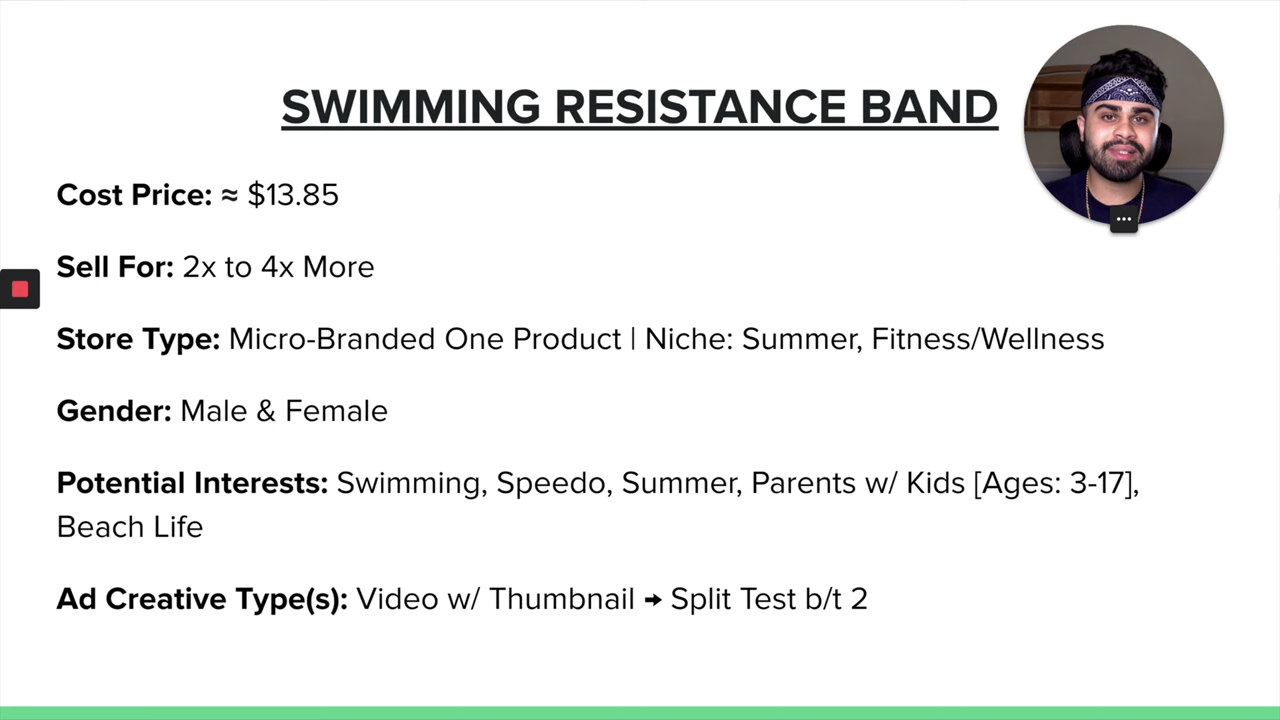 SWIMMING RESISTANCE BAND
Cost Price: ≈ $13.85
Sell For: 2x to 4x More
Store Type: Micro-Branded One Product | Niche: Summer, Fitness/Wellness
Gender: Male & Female
Potential Interests: Swimming, Speedo, Summer, Parents w/ Kids [Ages: 3-17],
Beach Life
Ad Creative Type(s): Video w/ Thumbnail → Split Test b/t 2